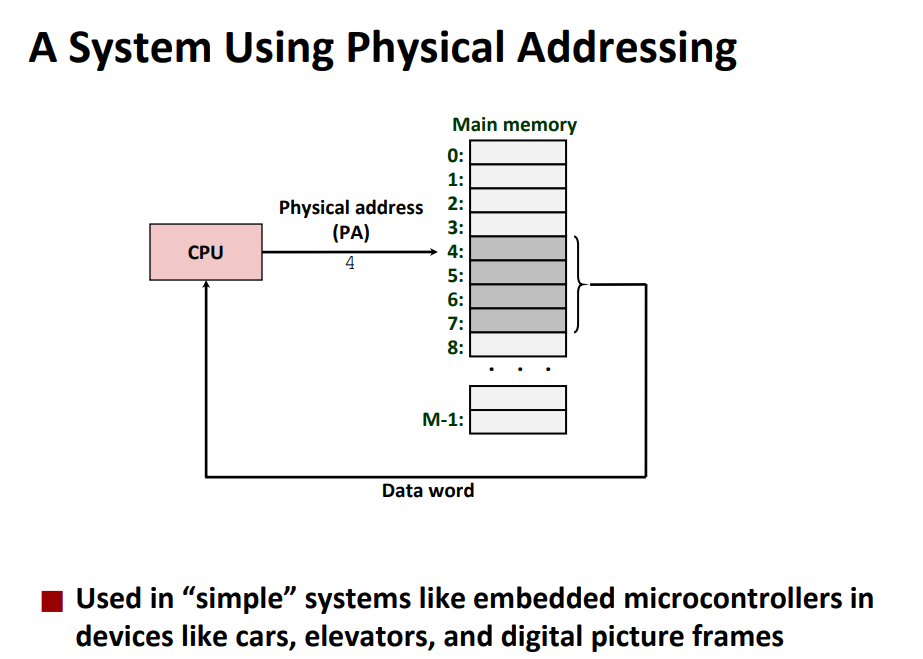 A System Using Physical Addressing
Main memory
0:
1:
2:
3:
4:
5:
6:
7:
8:
. . .
M-1:
Physical address
(PA)
4
CPU
Data word
Used in “simple” systems like embedded microcontrollers in
devices like cars, elevators, and digital picture frames